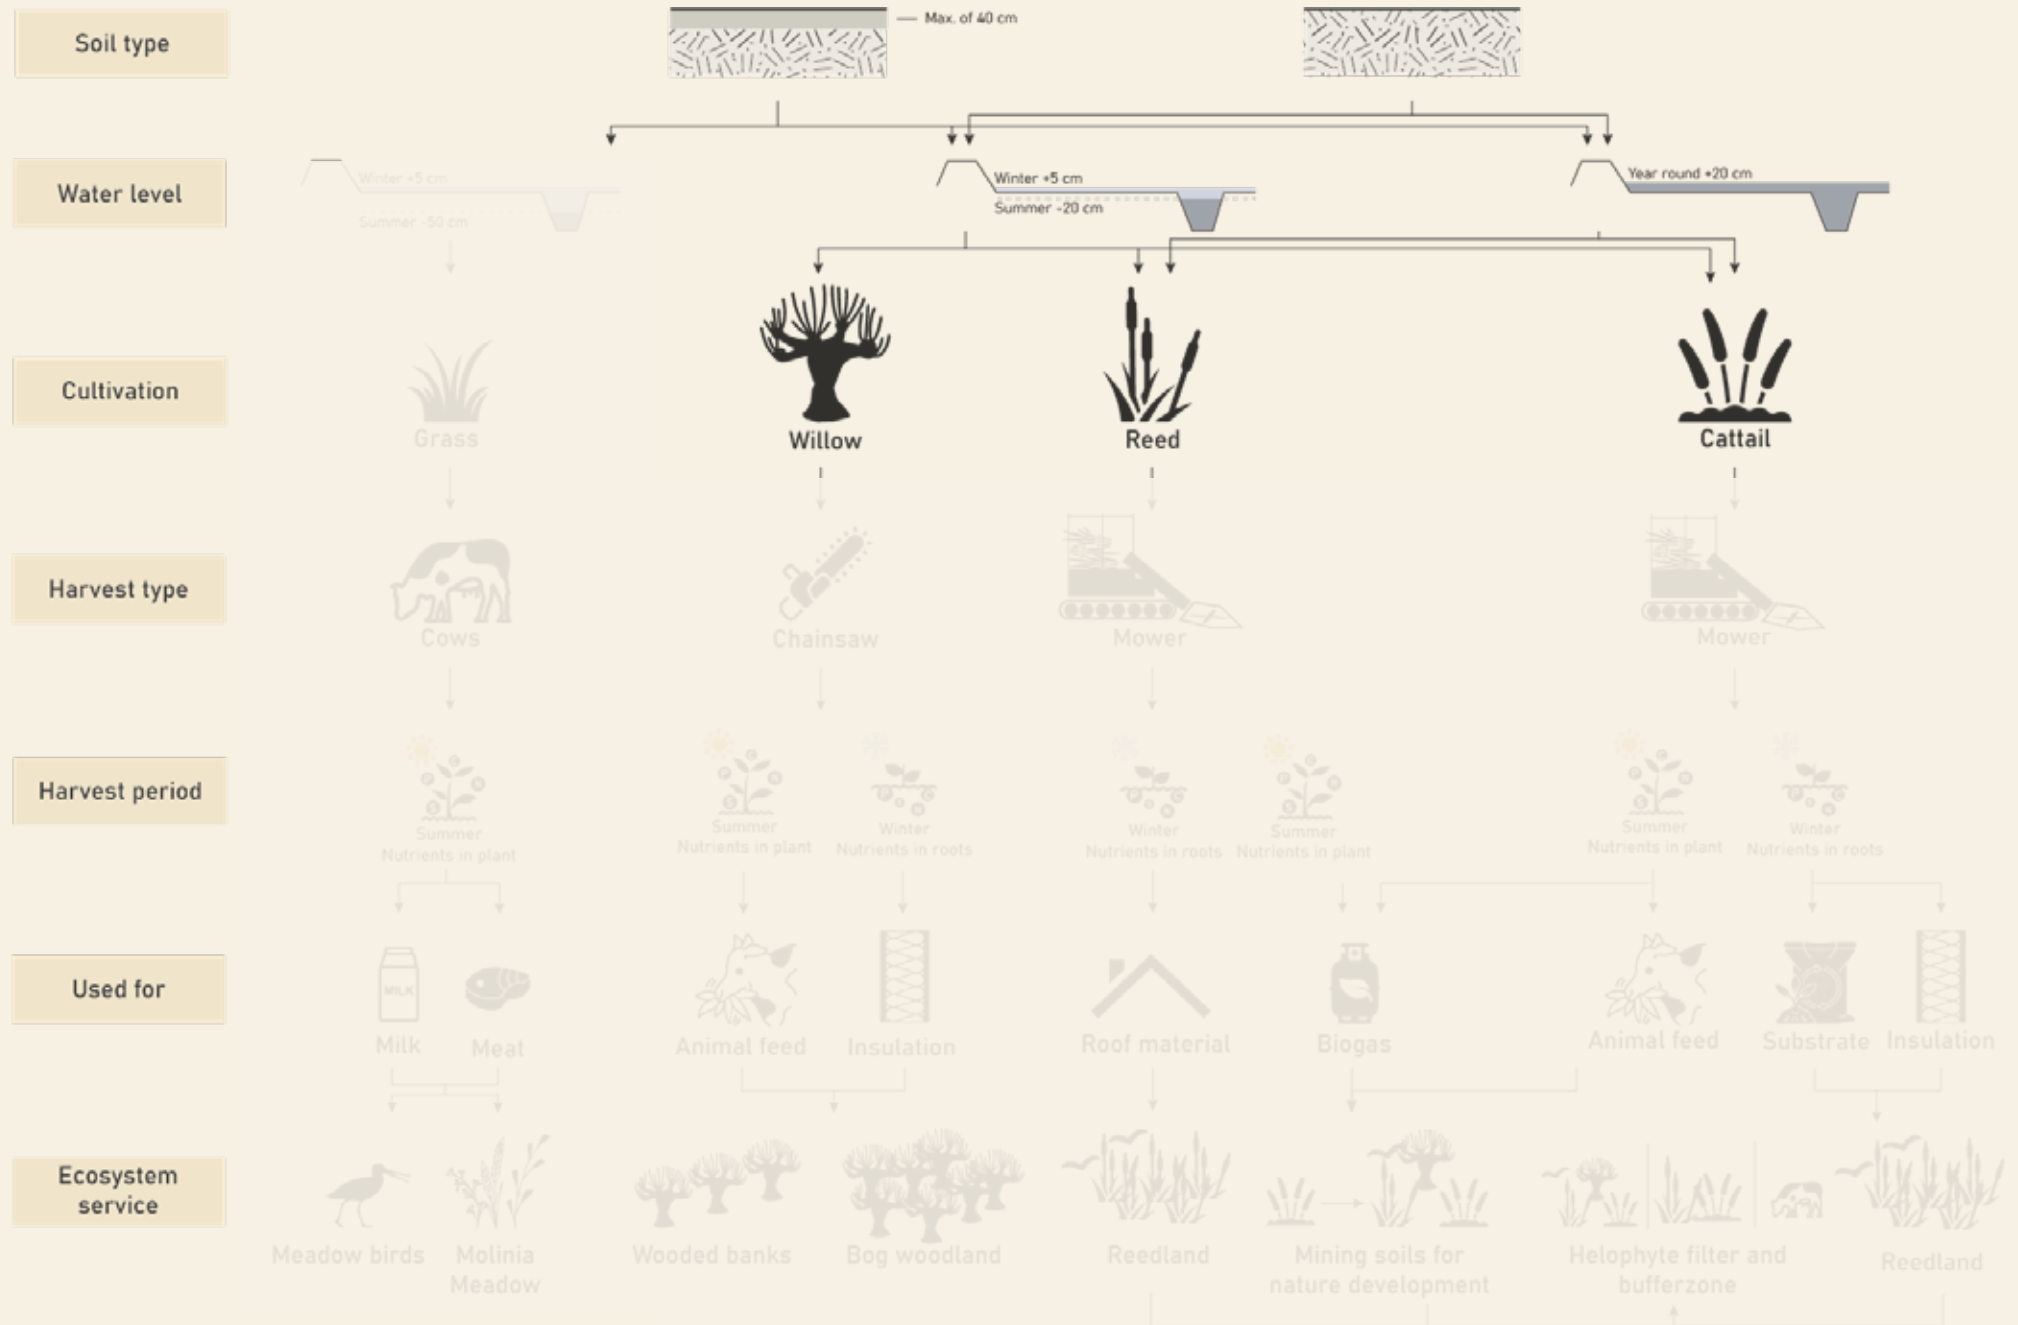 Soil type
Max. of 40 cm
Water level
Winter +5 cm
Summer -50 cm
Winter +5 cm
Summer -20 cm
Year round +20 cm
Cultivation
Grass
Willow
Reed
Cattail
Harvest type
Cows
Chainsaw
Mower
Mower
Harvest period
Summer
Nutrients in plant
Summer
Nutrients in plant
Winter
Nutrients in roots
Winter
Nutrients in roots
Summer
Nutrients in plant
Summer
Nutrients in plant
Winter
Nutrients in roots
Used for
MILK
Milk
Meat
Animal feed
Insulation
Roof material
Biogas
Animal feed
Substrate
Insulation
Ecosystem
service
Meadow birds
Molinia
Meadow
Wooded banks
Bog woodland
Reedland
Mining soils for
nature development
Helophyte filter and
bufferzone
Reedland